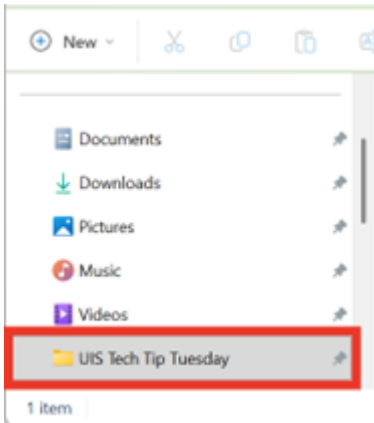 New
Documents
Downloads
Pictures
Music
Videos
UIS Tech Tip Tuesday
1 item